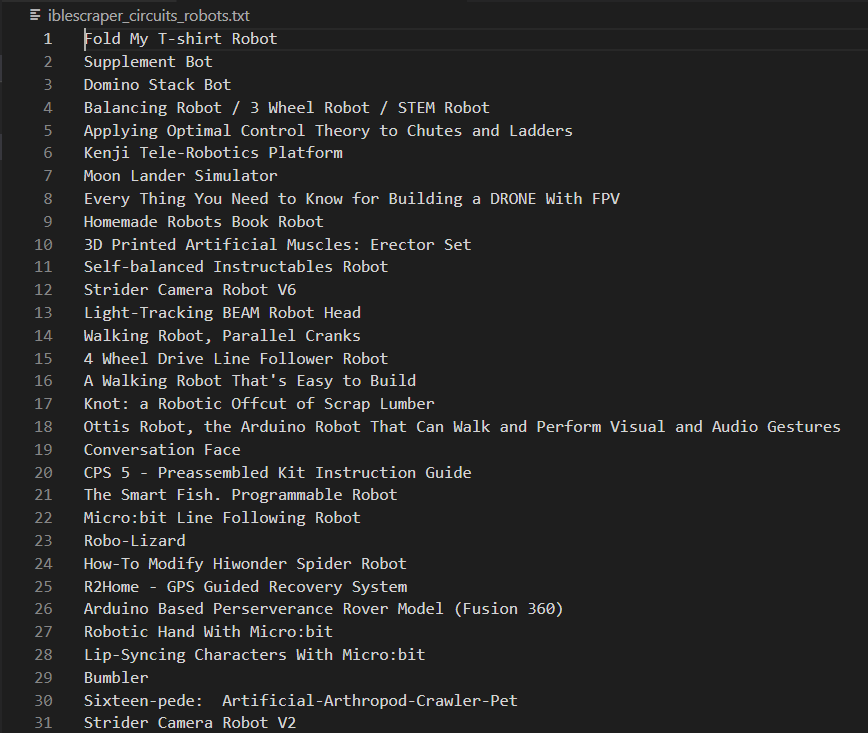 iblescraper_circuits_robots.txt
1 Fold My T-shirt Robot
2 Supplement Bot
3 Domino Stack Bot
4 Balancing Robot / 3 Wheel Robot / STEM Robot
5 Applying Optimal Control Theory to Chutes and Ladders
6 Kenji Tele-Robotics Platform
7 Moon Lander Simulator
8 Every Thing You Need to Know for Building a DRONE With FPV
9 Homemade Robots Book Robot
10 3D Printed Artificial Muscles: Erector Set
11 Self-balanced Instructables Robot
12 Strider Camera Robot V6
13 Light-Tracking BEAM Robot Head
14 Walking Robot, Parallel Cranks
15 4 Wheel Drive Line Follower Robot
16 A Walking Robot That's Easy to Build
17 Knot: a Robotic Offcut of Scrap Lumber
18 Ottis Robot, the Arduino Robot That Can Walk and Perform Visual and Audio Gestures
19 Conversation Face
20 CPS 5 - Preassembled Kit Instruction Guide
21 The Smart Fish. Programmable Robot
22 Micro:bit Line Following Robot
23 Robo-Lizard
24 How-To Modify Hiwonder Spider Robot
25 R2Home - GPS Guided Recovery System
26 Arduino Based Perserverance Rover Model (Fusion 360)
27 Robotic Hand With Micro:bit
28 Lip-Syncing Characters With Micro:bit
29 Bumbler
30 Sixteen-pede:  Artificial-Arthropod-Crawler-Pet
31 Strider Camera Robot V2